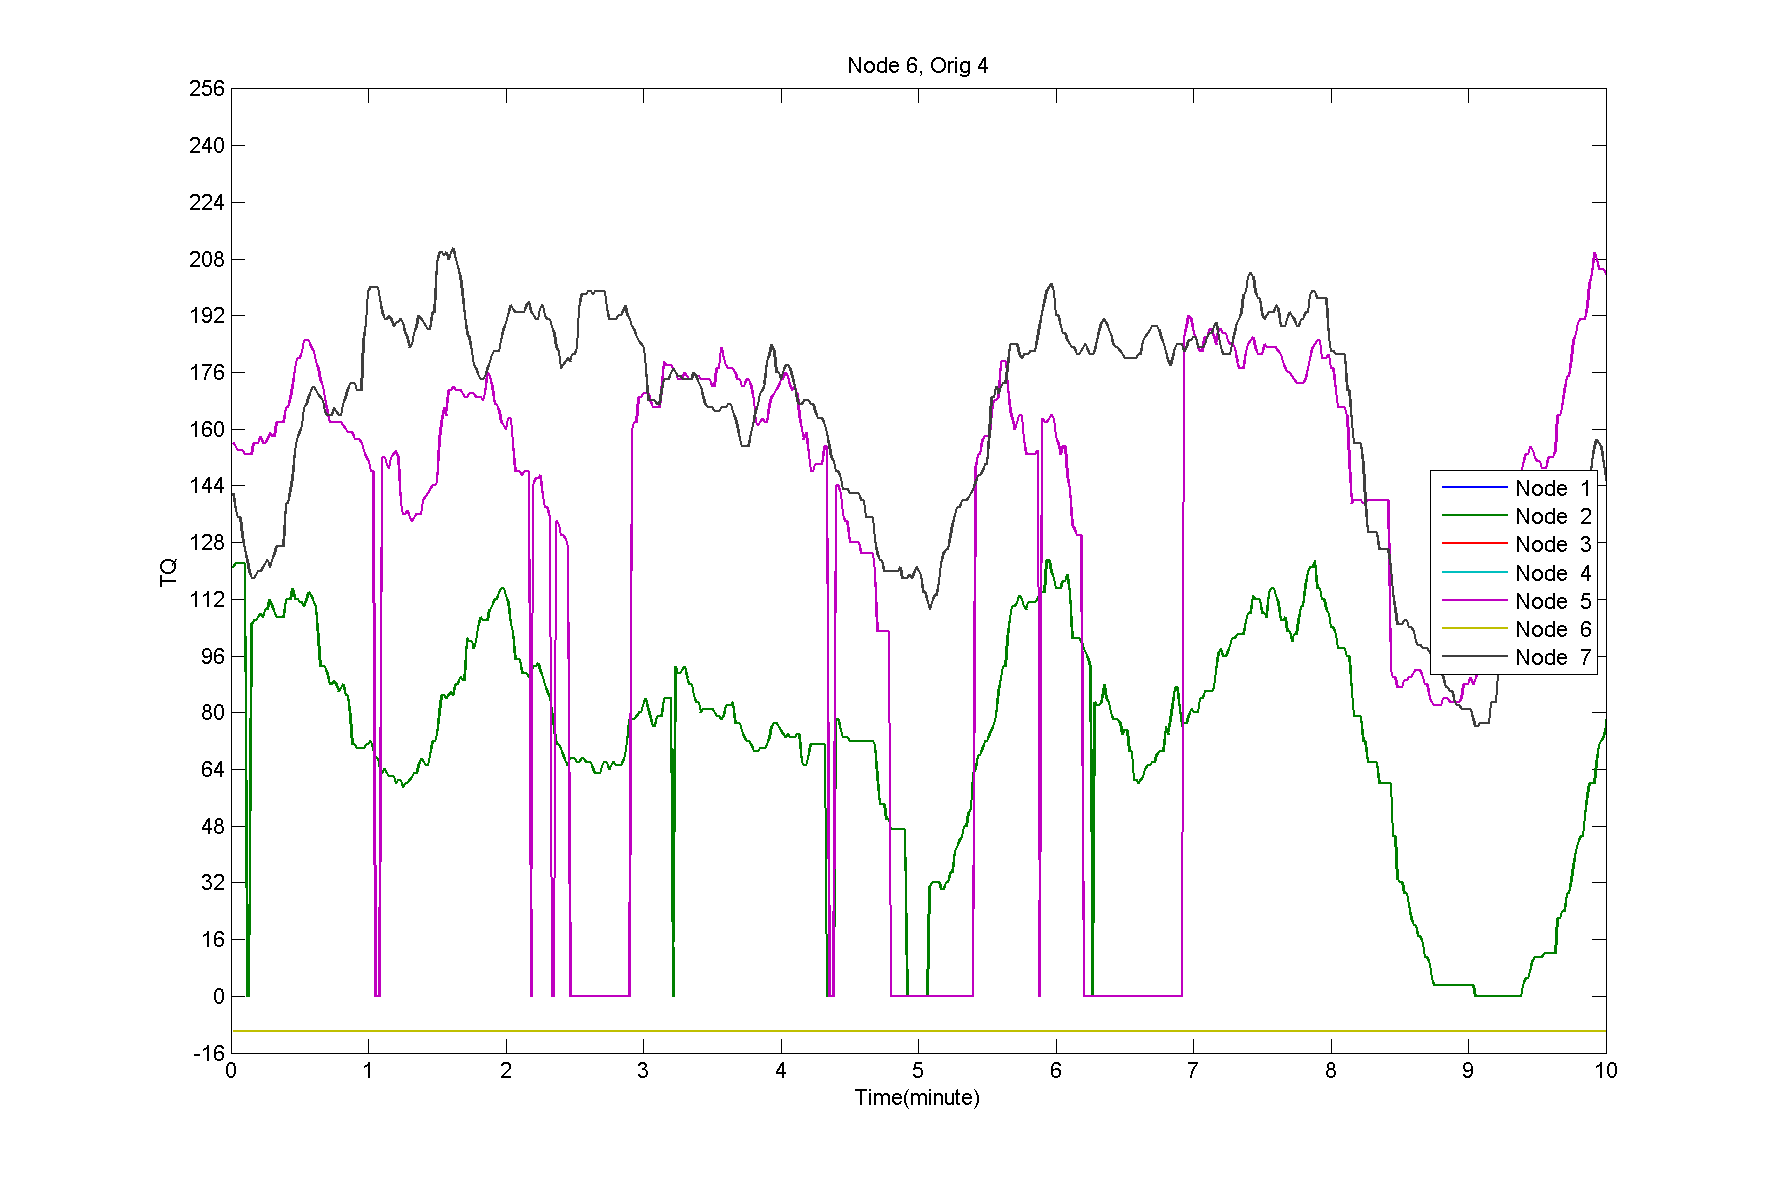 Node 6, Orig 4
256
240
224
208
192
176
160
144
128
112
96
80
64
48
32
16
0
-16
TQ
0 1 2 3 4 5 6 7 8 9 10
Time(minute)
Node 1
Node 2
Node 3
Node 4
Node 5
Node 6
Node 7